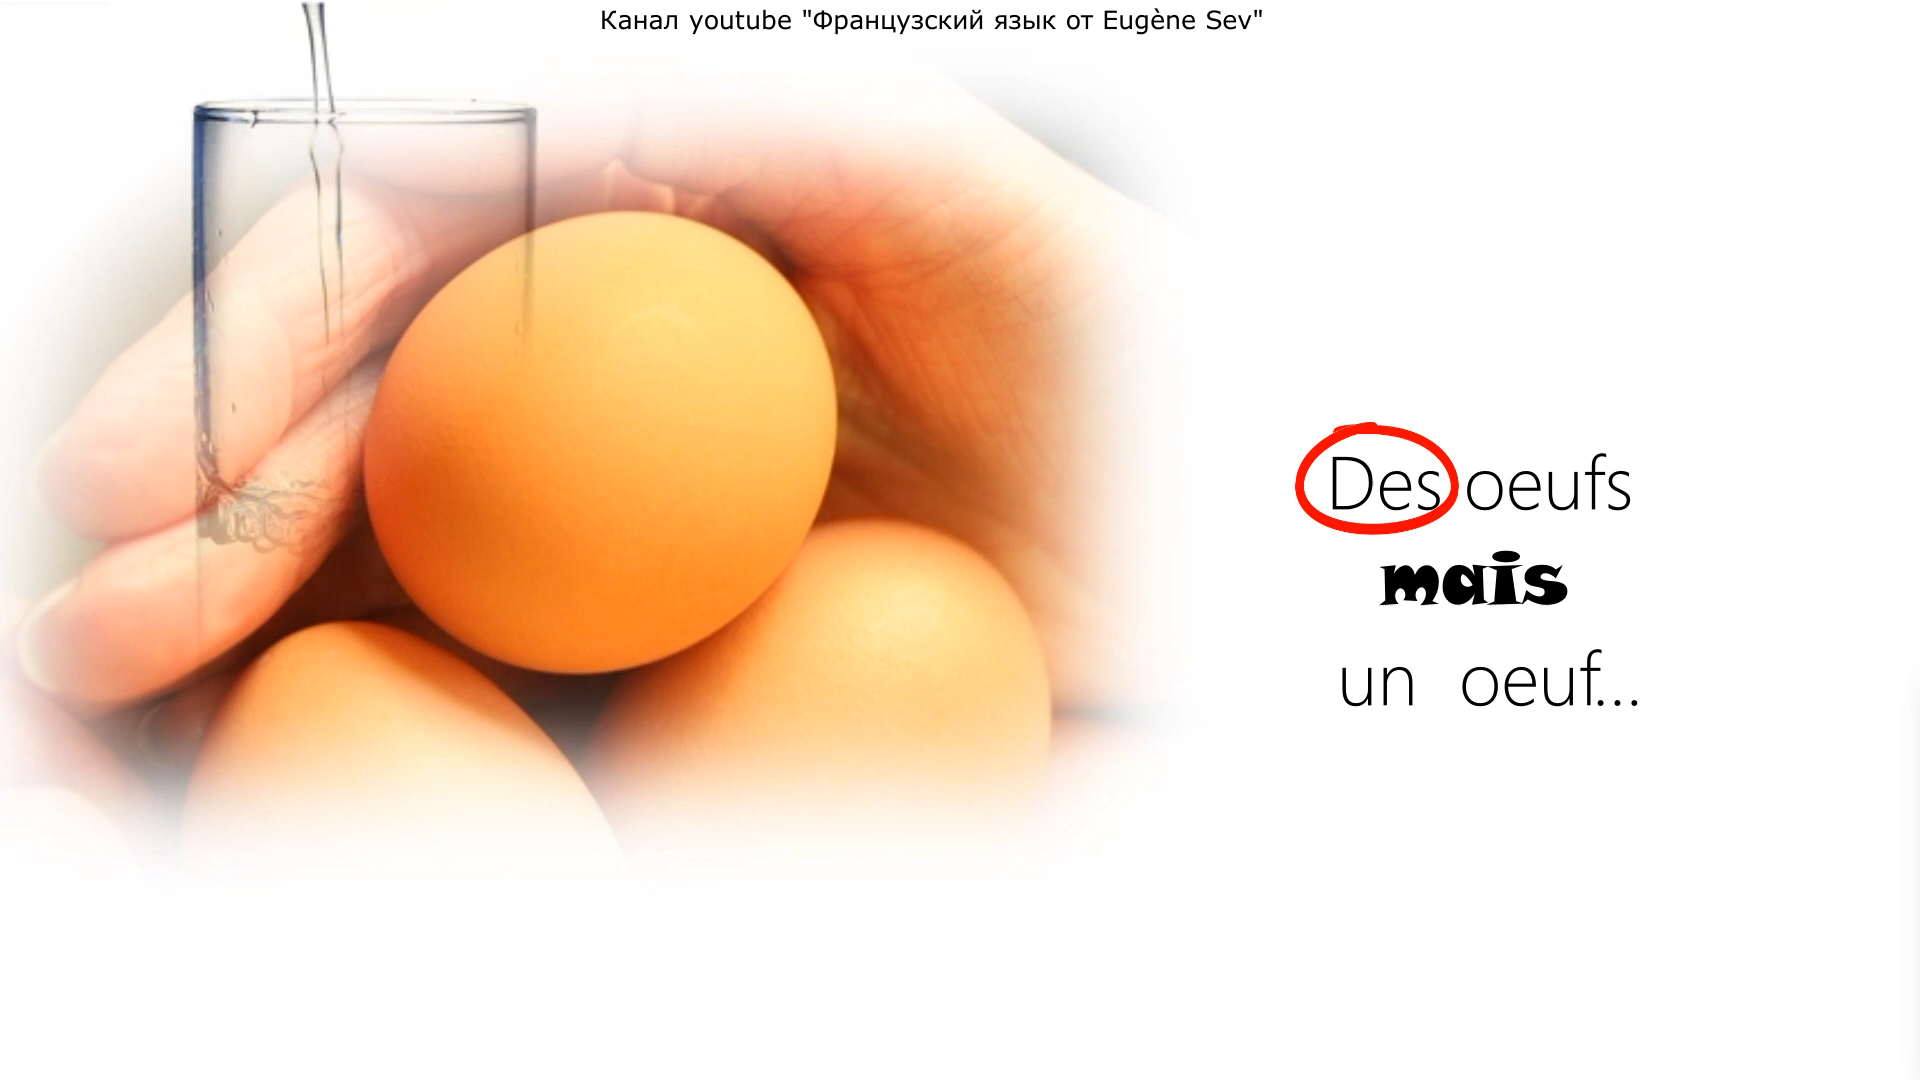 Канал youtube "Французский язык от Eugène Sev"
Des oeufs
mais
un oeuf...